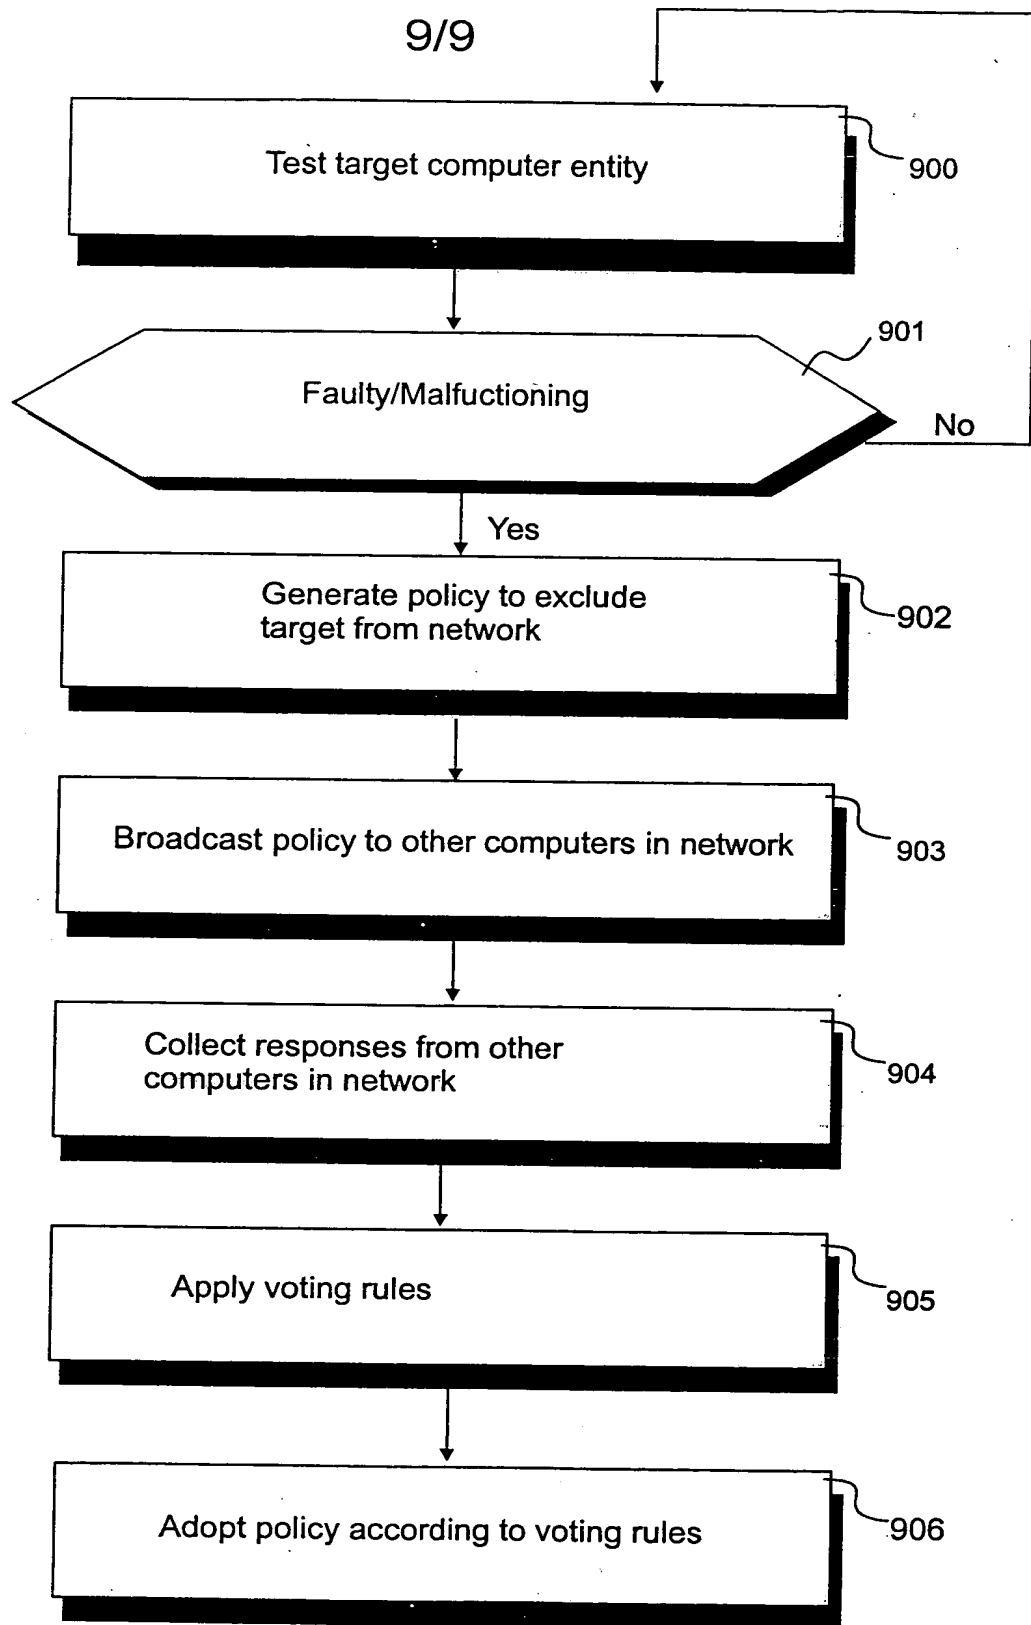 9/9
Test target computer entity
900
901
Faulty/Malfuctioning
No
Yes
Generate policy to exclude
target from network
902
Broadcast policy to other computers in network
903
Collect responses from other
computers in network
904
Apply voting rules
905
Adopt policy according to voting rules
906